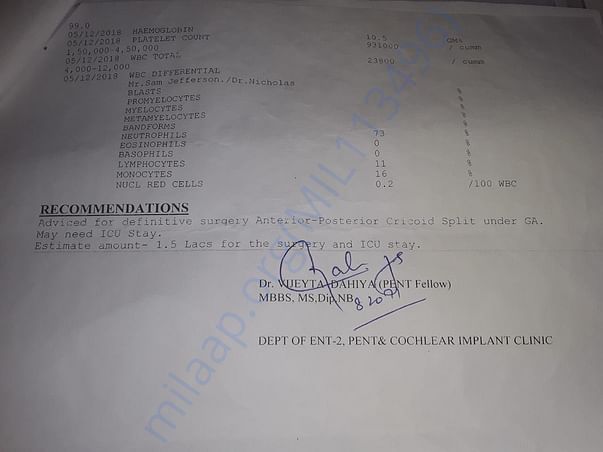 99.0
05/12/2018 HAEMOGLOBIN 10.5 GM%
05/12/2018 PLATELET COUNT 931000 / cumm
1,50,000-4,50,000
05/12/2018 WBC TOTAL 23800 / cumm
4,000-12,000
05/12/2018 WBC DIFFERENTIAL
Mr.Sam Jefferson./Dr.Nicholas
BLASTS %
PROMYELOCYTES %
MYELOCYTES %
METAMYELOCYTES %
BANDFORMS %
NEUTROPHILS 73 %
EOSINOPHILS 0 %
BASOPHILS 0 %
LYMPHOCYTES 11 %
MONOCYTES 16 %
NUCL RED CELLS 0.2 /100 WBC
RECOMMENDATIONS
Adviced for definitive surgery Anterior-Posterior Cricoid Split under GA.
May need ICU Stay.
Estimate amount- 1.5 Lacs for the surgery and ICU stay.
Dr. VIJEYTA DAHIYA (PENT Fellow)
MBBS, MS,Dip,NB
DEPT OF ENT-2, PENT& COCHLEAR IMPLANT CLINIC